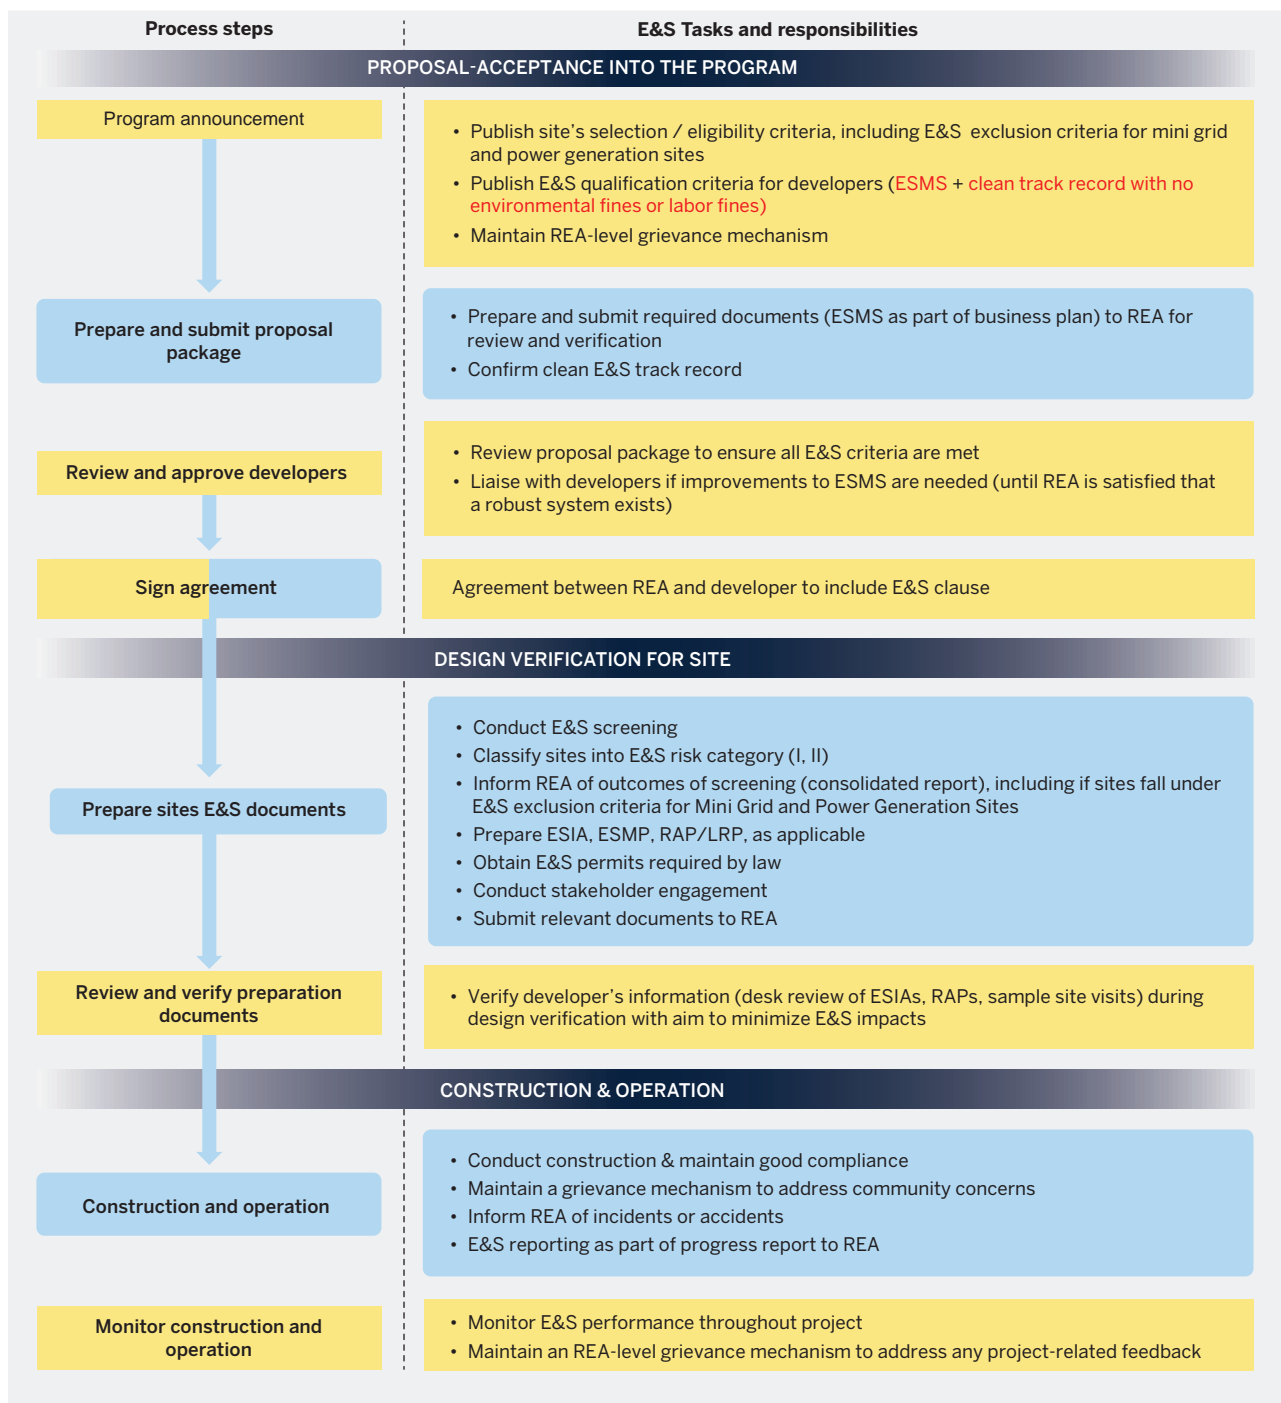 Process steps
E&S Tasks and responsibilities
PROPOSAL-ACCEPTANCE INTO THE PROGRAM
Program announcement
• Publish site's selection / eligibility criteria, including E&S exclusion criteria for mini grid
and power generation sites
• Publish E&S qualification criteria for developers (ESMS + clean track record with no
environmental fines or labor fines)
• Maintain REA-level grievance mechanism
Prepare and submit proposal
package
• Prepare and submit required documents (ESMS as part of business plan) to REA for
review and verification
• Confirm clean E&S track record
Review and approve developers
• Review proposal package to ensure all E&S criteria are met
• Liaise with developers if improvements to ESMS are needed (until REA is satisfied that
a robust system exists)
Sign agreement
Agreement between REA and developer to include E&S clause
DESIGN VERIFICATION FOR SITE
Prepare sites E&S documents
• Conduct E&S screening
• Classify sites into E&S risk category (I, II)
• Inform REA of outcomes of screening (consolidated report), including if sites fall under
E&S exclusion criteria for Mini Grid and Power Generation Sites
• Prepare ESIA, ESMP, RAP/LRP, as applicable
• Obtain E&S permits required by law
• Conduct stakeholder engagement
• Submit relevant documents to REA
Review and verify preparation
documents
• Verify developer's information (desk review of ESIAs, RAPs, sample site visits) during
design verification with aim to minimize E&S impacts
CONSTRUCTION & OPERATION
Construction and operation
• Conduct construction & maintain good compliance
• Maintain a grievance mechanism to address community concerns
• Inform REA of incidents or accidents
• E&S reporting as part of progress report to REA
Monitor construction and
operation
• Monitor E&S performance throughout project
• Maintain an REA-level grievance mechanism to address any project-related feedback